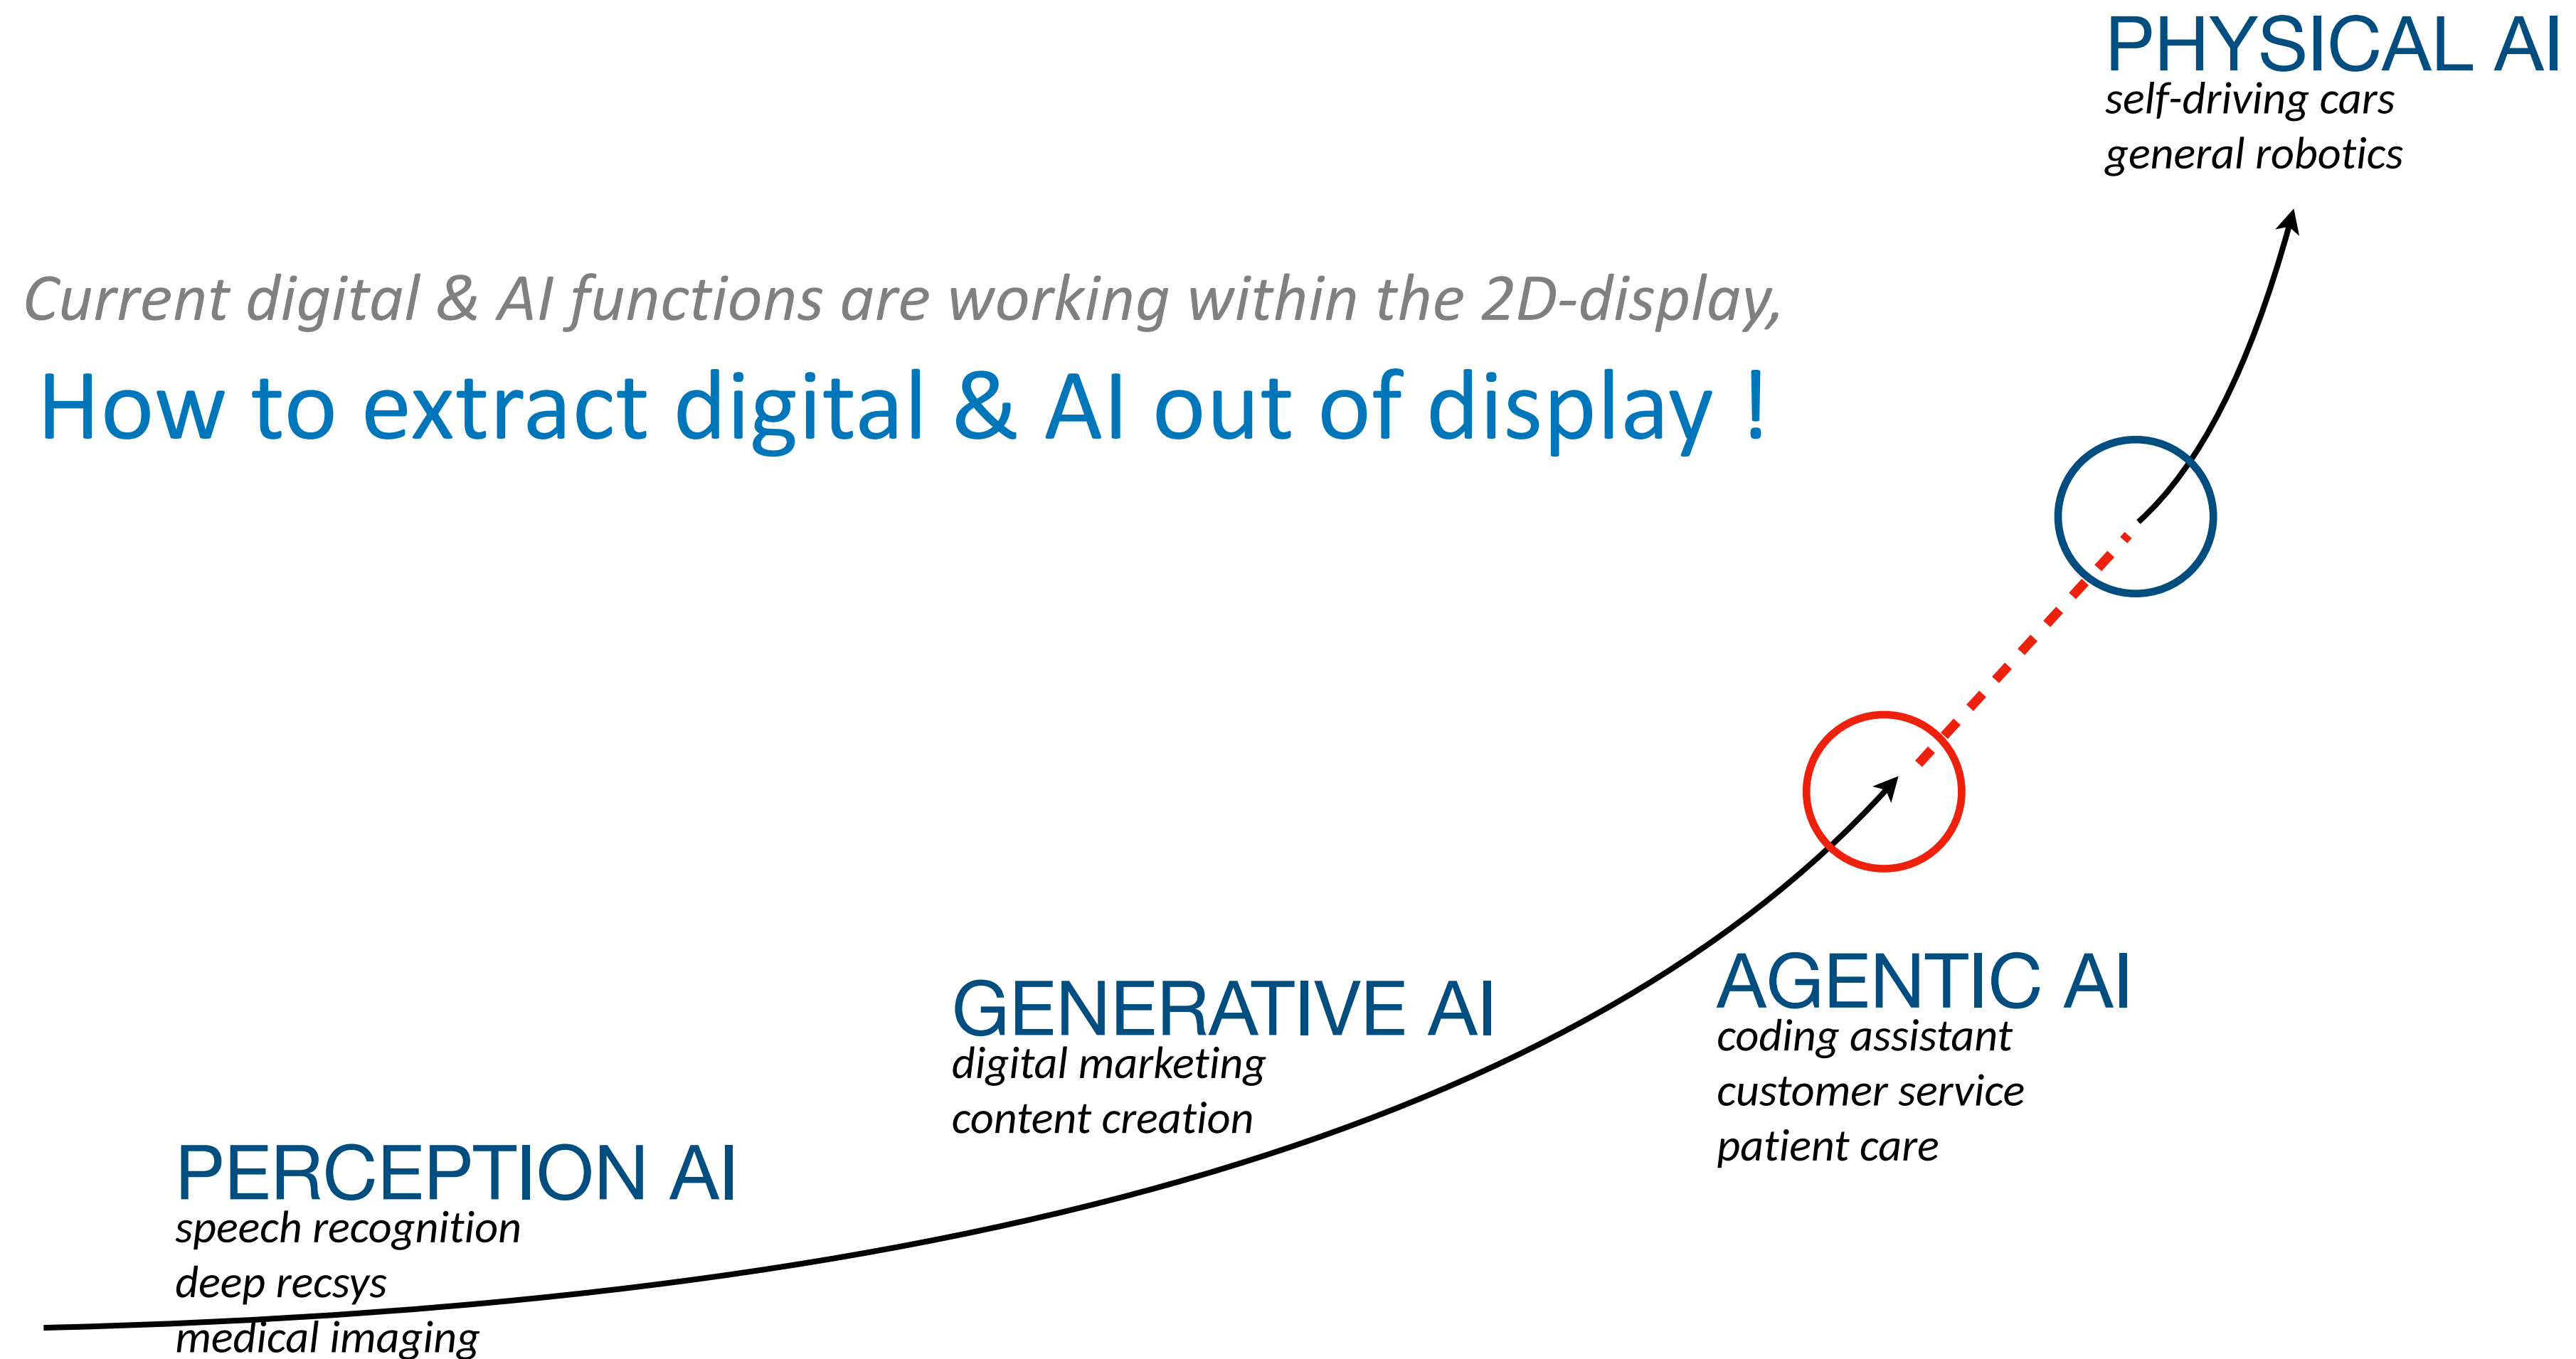 PHYSICAL AI
self-driving cars
general robotics
Current digital & AI functions are working within the 2D-display,
How to extract digital & AI out of display !
GENERATIVE AI
digital marketing
content creation
AGENTIC AI
coding assistant
customer service
patient care
PERCEPTION AI
speech recognition
deep recsys
medical imaging